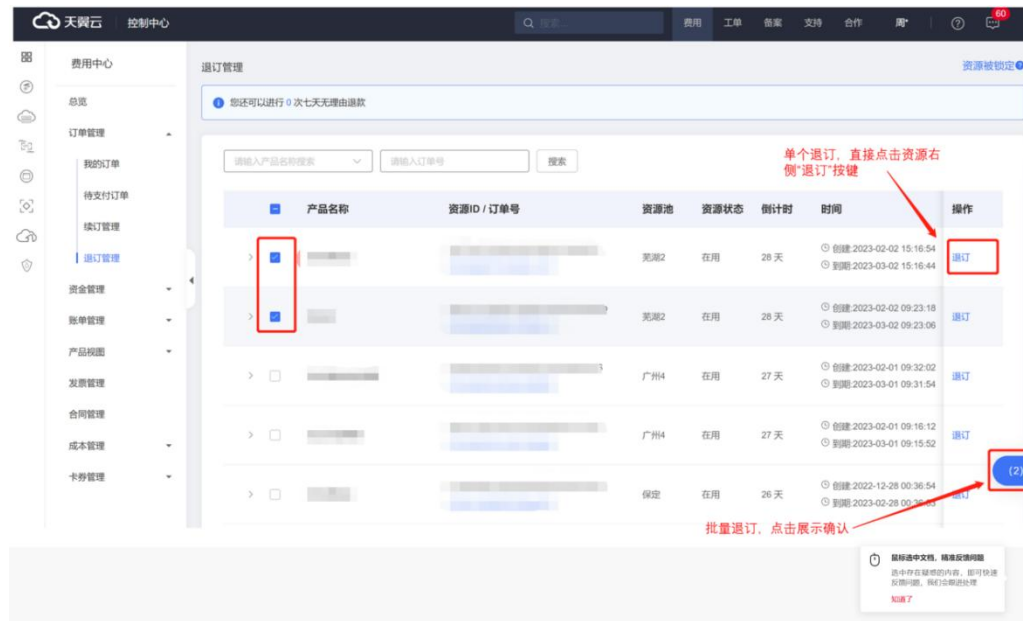 天翼云 控制中心 搜索... 费用 工单 备案 支持 合作 周* 60
费用中心
退订管理 资源被锁定
总览
您还可以进行 0 次七天无理由退款
订单管理
我的订单
请输入产品名称搜索 请输入订单号 搜索
单个退订，直接点击资源右
侧“退订”按键
待支付订单
续订管理
退订管理
资金管理
账单管理
产品视图
发票管理
合同管理
成本管理
卡券管理
产品名称 资源ID / 订单号 资源池 资源状态 倒计时 时间 操作
芜湖2 在用 28 天 创建:2023-02-02 15:16:54 退订
到期:2023-03-02 15:16:44
芜湖2 在用 28 天 创建:2023-02-02 09:23:18 退订
到期:2023-03-02 09:23:06
广州4 在用 27 天 创建:2023-02-01 09:32:02 退订
到期:2023-03-01 09:31:54
广州4 在用 27 天 创建:2023-02-01 09:16:12 退订
到期:2023-03-01 09:15:52
(2)
保定 在用 26 天 创建:2022-12-28 00:36:54 退订
到期:2023-02-28 00:36:53
批量退订，点击展示确认
鼠标选中文档，精准反馈问题
选中存在疑惑的内容，即可快速
反馈问题，我们会跟进处理
知道了